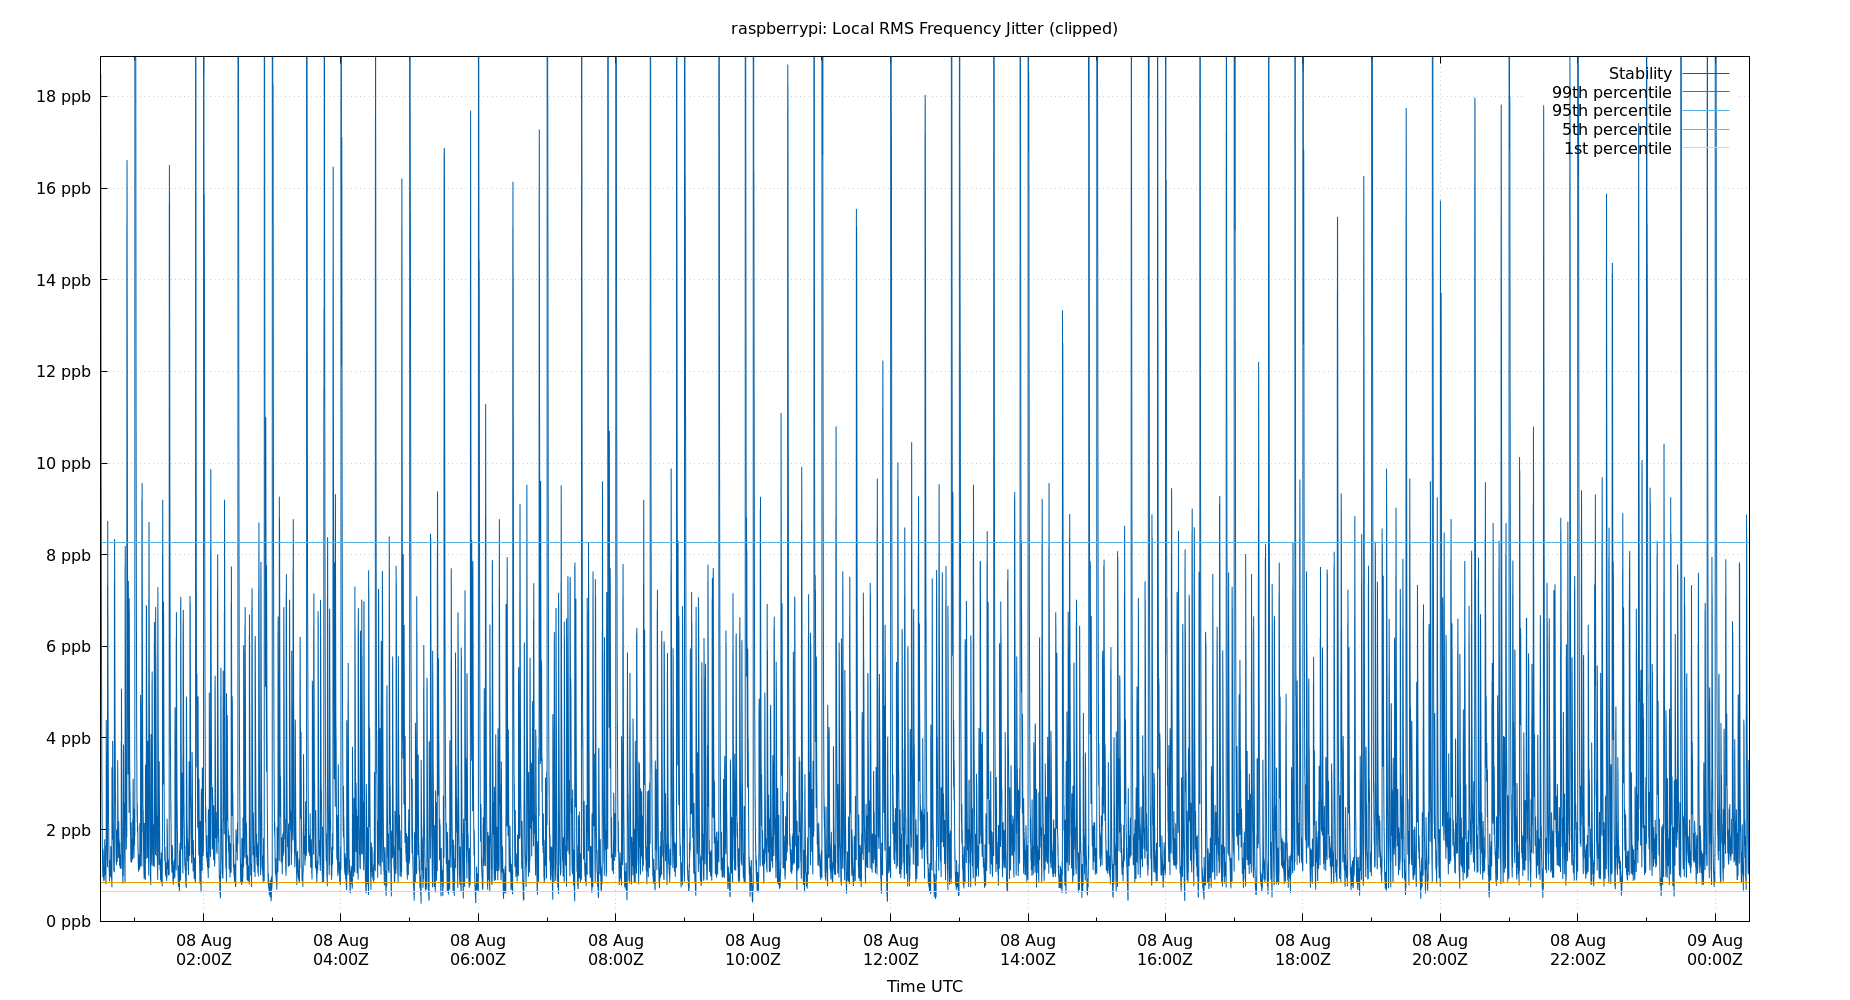 raspberrypi: Local RMS Frequency Jitter (clipped)
Stability
99th percentile
95th percentile
5th percentile
1st percentile
18 ppb
16 ppb
14 ppb
12 ppb
10 ppb
8 ppb
6 ppb
4 ppb
2 ppb
0 ppb
08 Aug 08 Aug 08 Aug 08 Aug 08 Aug 08 Aug 08 Aug 08 Aug 08 Aug 08 Aug 08 Aug 09 Aug
02:00Z 04:00Z 06:00Z 08:00Z 10:00Z 12:00Z 14:00Z 16:00Z 18:00Z 20:00Z 22:00Z 00:00Z
Time UTC